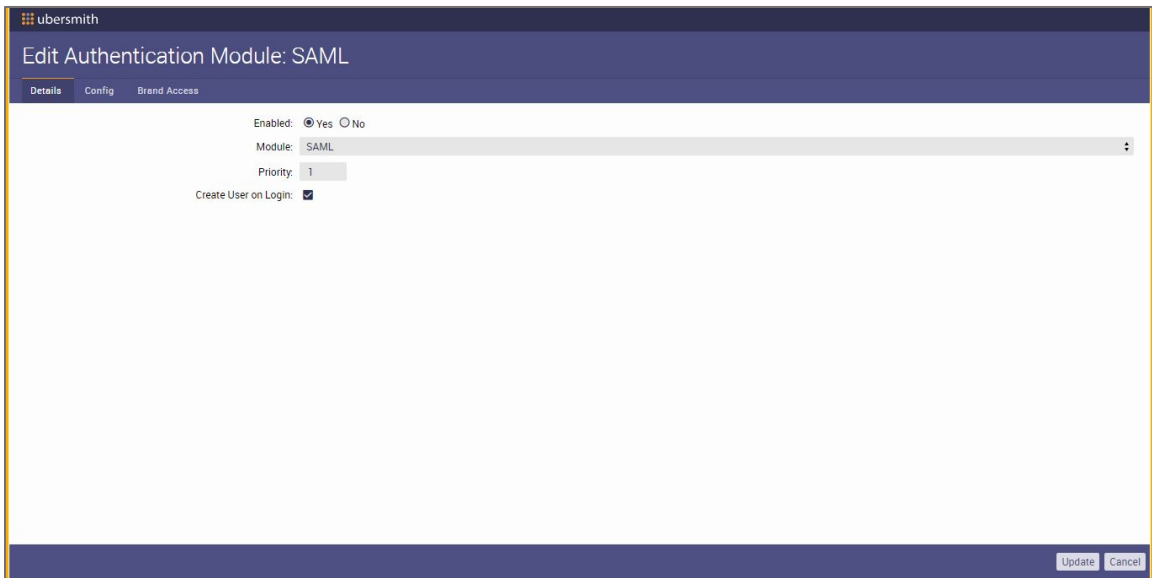 ubersmith
Edit Authentication Module: SAML
Details Config Brand Access
Enabled: Yes No
Module: SAML
Priority: 1
Create User on Login:
Update Cancel